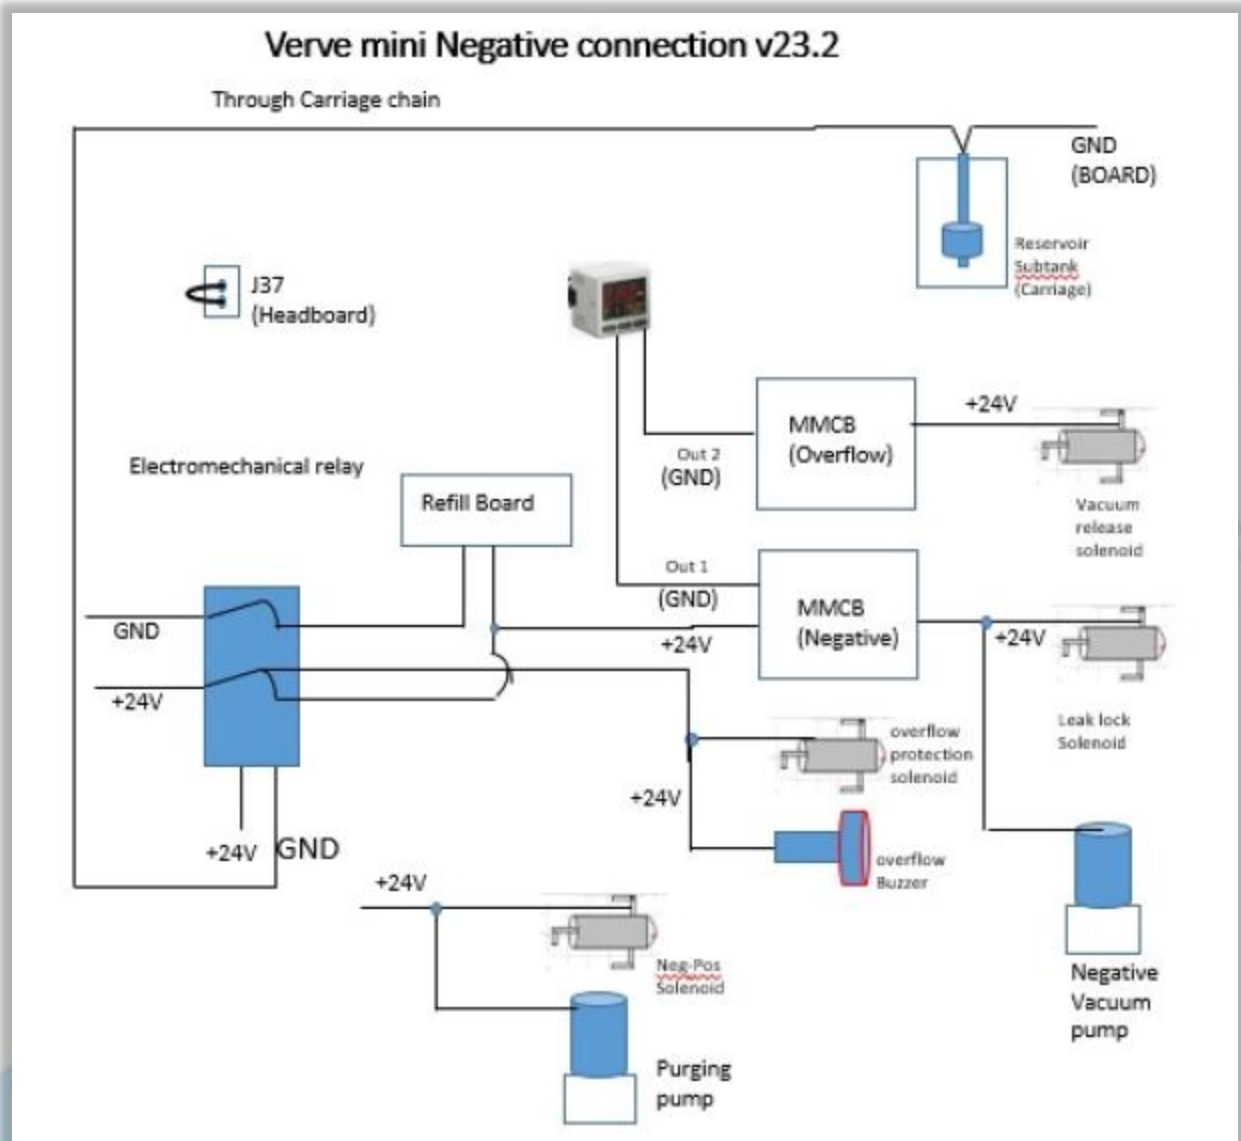 Verve mini Negative connection v23.2
Through Carriage chain
GND
(BOARD)
Reservoir
Subtank
(Carriage)
J37
(Headboard)
MMCB
(Overflow)
+24V
Out 2
(GND)
Vacuum
release
solenoid
Electromechanical relay
Refill Board
Out 1
(GND)
+24V
MMCB
(Negative)
+24V
Leak lock
Solenoid
GND
+24V
overflow
protection
solenoid
+24V
overflow
Buzzer
+24V
GND
+24V
Neg-Pos
Solenoid
Negative
Vacuum
pump
Purging
pump